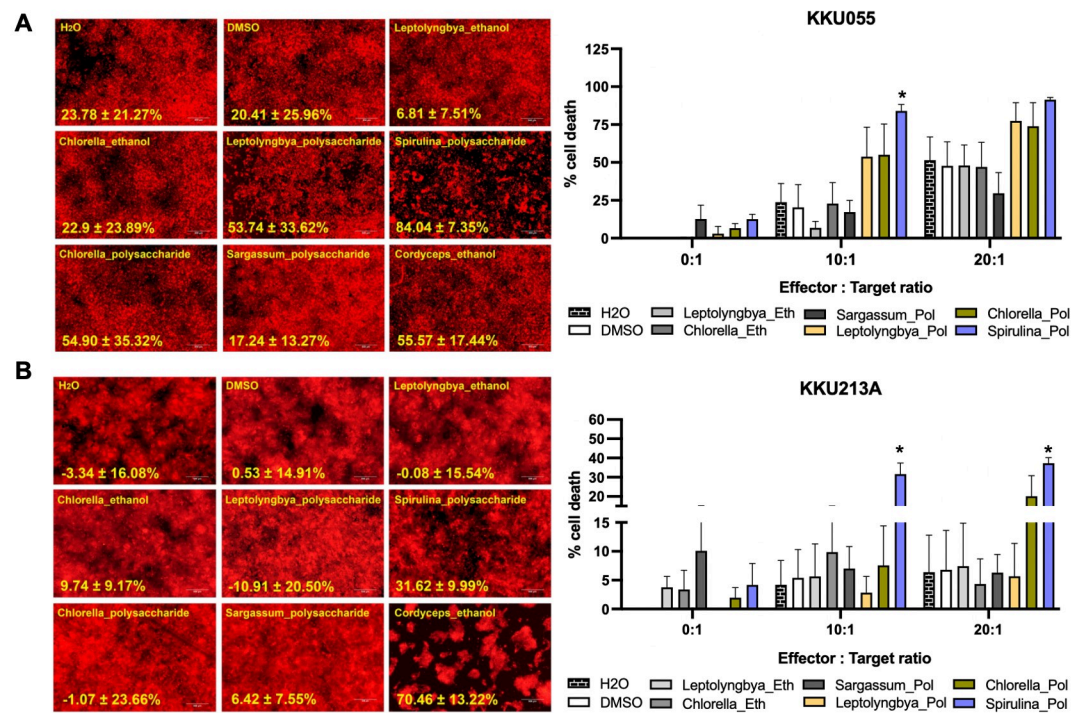 A
H2O
DMSO
Leptolyngbya_ethanol
23.78 ± 21.27%
20.41 ± 25.96%
6.81 ± 7.51%
Chlorella_ethanol
Leptolyngbya_polysaccharide
Spirulina_polysaccharide
22.9 ± 23.89%
53.74 ± 33.62%
84.04 ± 7.35%
Chlorella_polysaccharide
Sargassum_polysaccharide
Cordyceps_ethanol
54.90 ± 35.32%
17.24 ± 13.27%
55.57 ± 17.44%
KKU055
% cell death
125
100
75
50
25
0
*
0:1
10:1
20:1
Effector : Target ratio
H2O
Leptolyngbya_Eth
Sargassum_Pol
Chlorella_Pol
DMSO
Chlorella_Eth
Leptolyngbya_Pol
Spirulina_Pol
B
H2O
DMSO
Leptolyngbya_ethanol
-3.34 ± 16.08%
0.53 ± 14.91%
-0.08 ± 15.54%
Chlorella_ethanol
Leptolyngbya_polysaccharide
Spirulina_polysaccharide
9.74 ± 9.17%
-10.91 ± 20.50%
31.62 ± 9.99%
Chlorella_polysaccharide
Sargassum_polysaccharide
Cordyceps_ethanol
-1.07 ± 23.66%
6.42 ± 7.55%
70.46 ± 13.22%
KKU213A
% cell death
60
50
40
30
20
15
10
5
0
*
*
0:1
10:1
20:1
Effector : Target ratio
H2O
Leptolyngbya_Eth
Sargassum_Pol
Chlorella_Pol
DMSO
Chlorella_Eth
Leptolyngbya_Pol
Spirulina_Pol